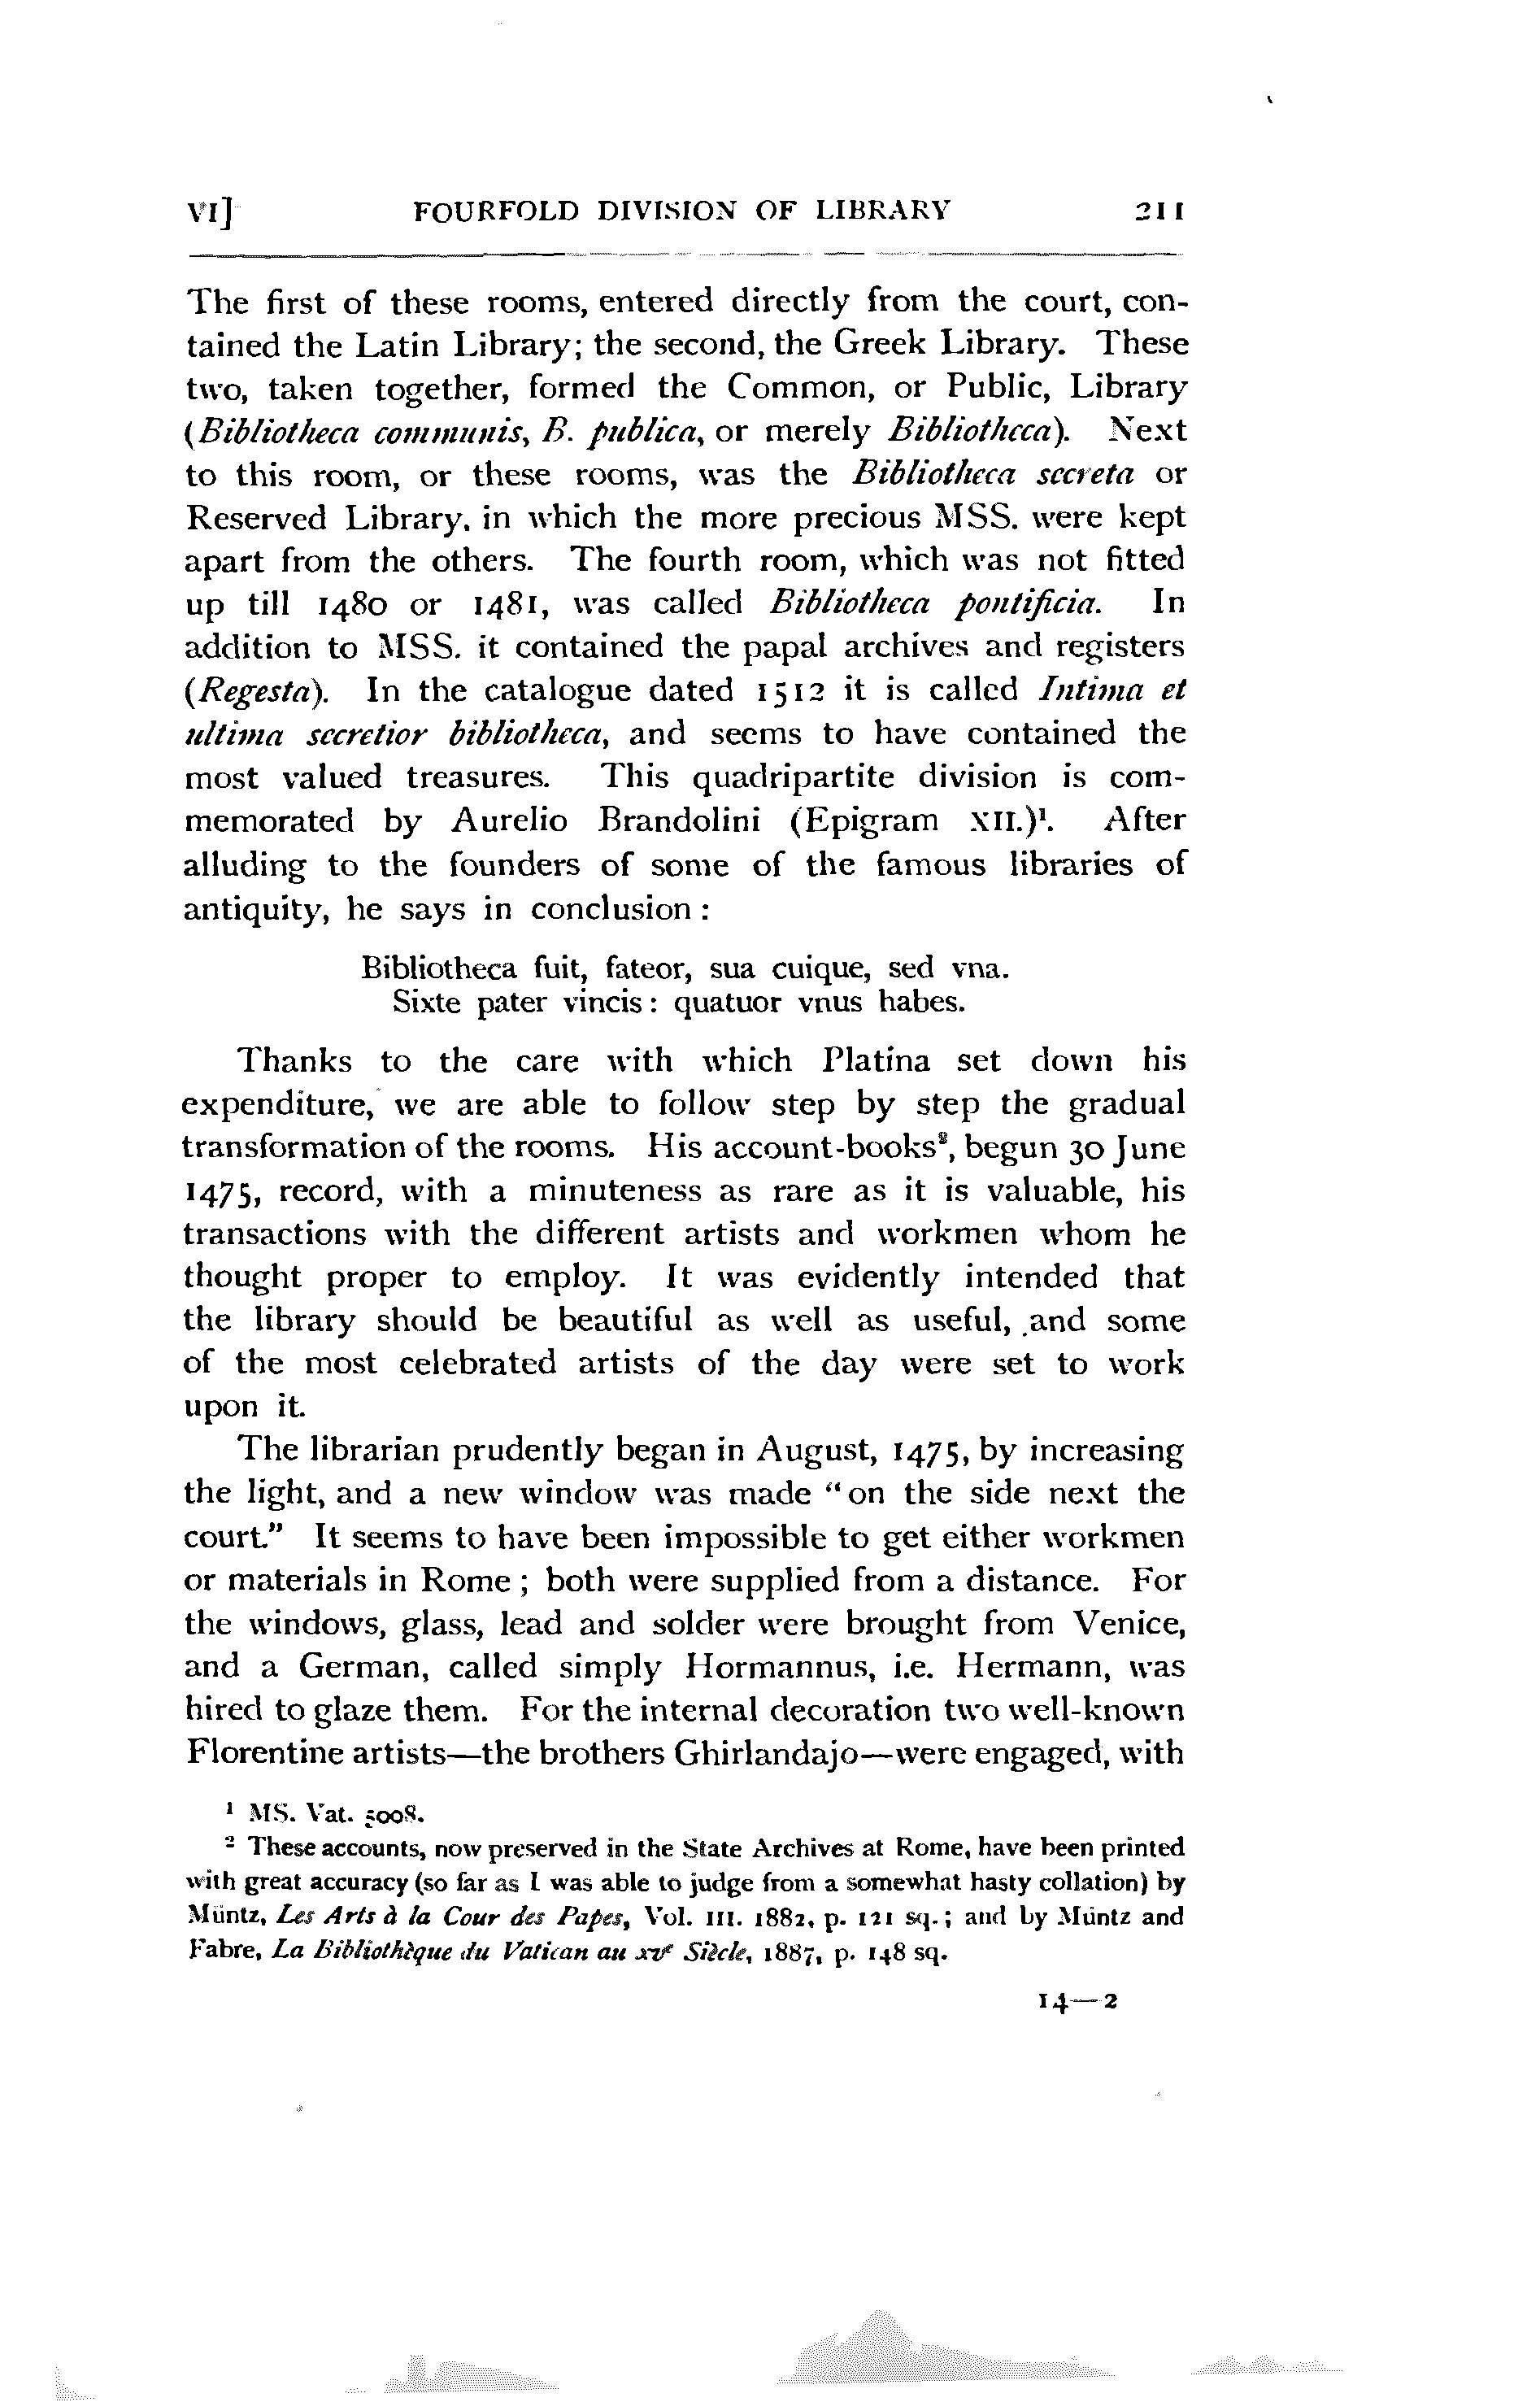 VI] FOURFOLD DIVISION OF LIBRARY 211
The first of these rooms, entered directly from the court, con-
tained the Latin Library; the second, the Greek Library. These
two, taken together, formed the Common, or Public, Library
(Bibliotheca communis, B. publica, or merely Bibliotheca). Next
to this room, or these rooms, was the Bibliotheca secreta or
Reserved Library, in which the more precious MSS. were kept
apart from the others. The fourth room, which was not fitted
up till 1480 or 1481, was called Bibliotheca pontificia. In
addition to MSS. it contained the papal archives and registers
(Regesta). In the catalogue dated 1512 it is called Intima et
ultima secretior bibliotheca, and seems to have contained the
most valued treasures. This quadripartite division is com-
memorated by Aurelio Brandolini (Epigram XII.)¹. After
alluding to the founders of some of the famous libraries of
antiquity, he says in conclusion :
Bibliotheca fuit, fateor, sua cuique, sed vna.
Sixte pater vincis : quatuor vnus habes.
Thanks to the care with which Platina set down his
expenditure, we are able to follow step by step the gradual
transformation of the rooms. His account-books², begun 30 June
1475, record, with a minuteness as rare as it is valuable, his
transactions with the different artists and workmen whom he
thought proper to employ. It was evidently intended that
the library should be beautiful as well as useful, and some
of the most celebrated artists of the day were set to work
upon it.
The librarian prudently began in August, 1475, by increasing
the light, and a new window was made "on the side next the
court." It seems to have been impossible to get either workmen
or materials in Rome ; both were supplied from a distance. For
the windows, glass, lead and solder were brought from Venice,
and a German, called simply Hormannus, i.e. Hermann, was
hired to glaze them. For the internal decoration two well-known
Florentine artists—the brothers Ghirlandajo—were engaged, with
¹ MS. Vat. 5008.
² These accounts, now preserved in the State Archives at Rome, have been printed
with great accuracy (so far as I was able to judge from a somewhat hasty collation) by
Müntz, Les Arts à la Cour des Papes, Vol. III. 1882, p. 121 sq. ; and by Müntz and
Fabre, La Bibliothèque du Vatican au xvᵉ Siècle, 1887, p. 148 sq.
14—2